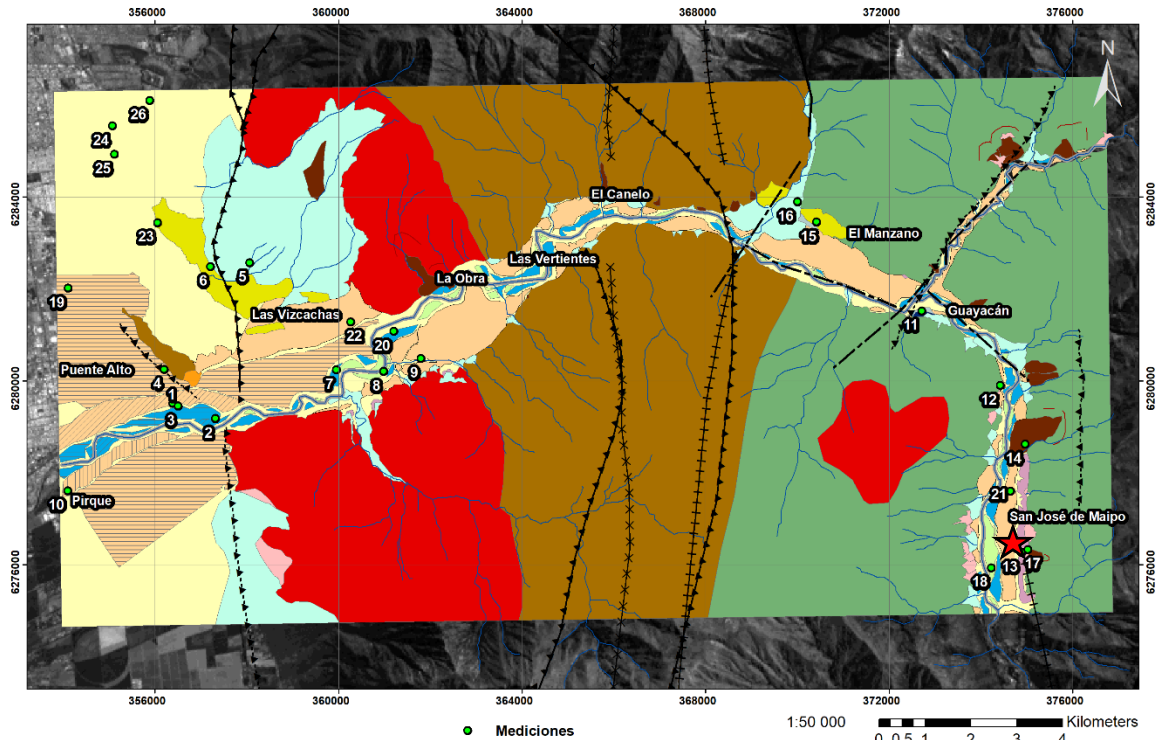 356000 360000 364000 368000 372000 376000
N
26
24
25
6284000 El Canelo 6284000
16
15 El Manzano
23
Las Vertientes
6 5
La Obra
19
Las Vizcachas 22
20
11 Guayacán
Puente Alto
4
1
3
2
7 8 9
6280000 6280000
12
14
10 Pirque
21
San José de Maipo
13 17
18
6276000 6276000
356000 360000 364000 368000 372000 376000
Mediciones
1:50 000 Kilometers
0 0.5 1 2 3 4